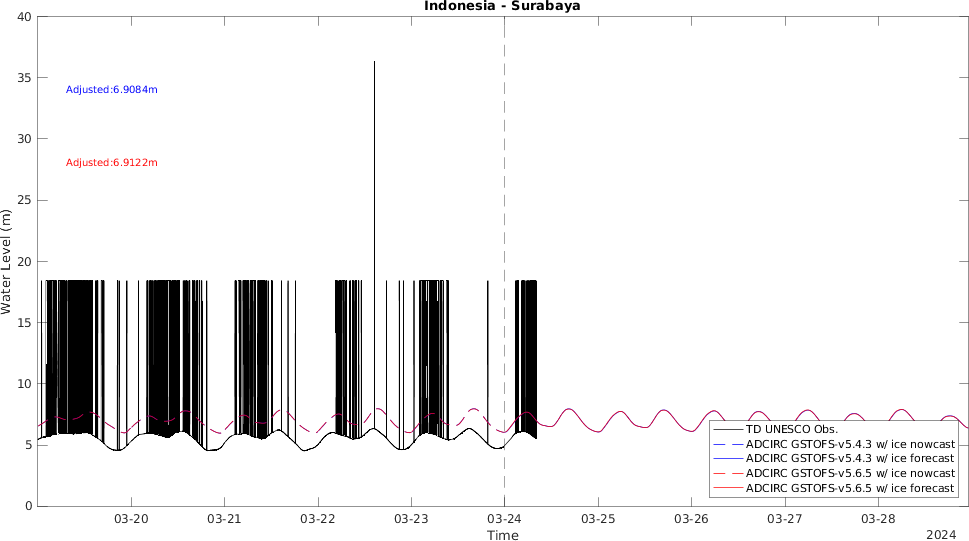 Indonesia - Surabaya
40
35
30
25
20
15
10
5
0
Water Level (m)
Adjusted:6.9084m
Adjusted:6.9122m
TD UNESCO Obs.
ADCIRC GSTOFS-v5.4.3 w/ ice nowcast
ADCIRC GSTOFS-v5.4.3 w/ ice forecast
ADCIRC GSTOFS-v5.6.5 w/ ice nowcast
ADCIRC GSTOFS-v5.6.5 w/ ice forecast
03-20 03-21 03-22 03-23 03-24 03-25 03-26 03-27 03-28
Time
2024